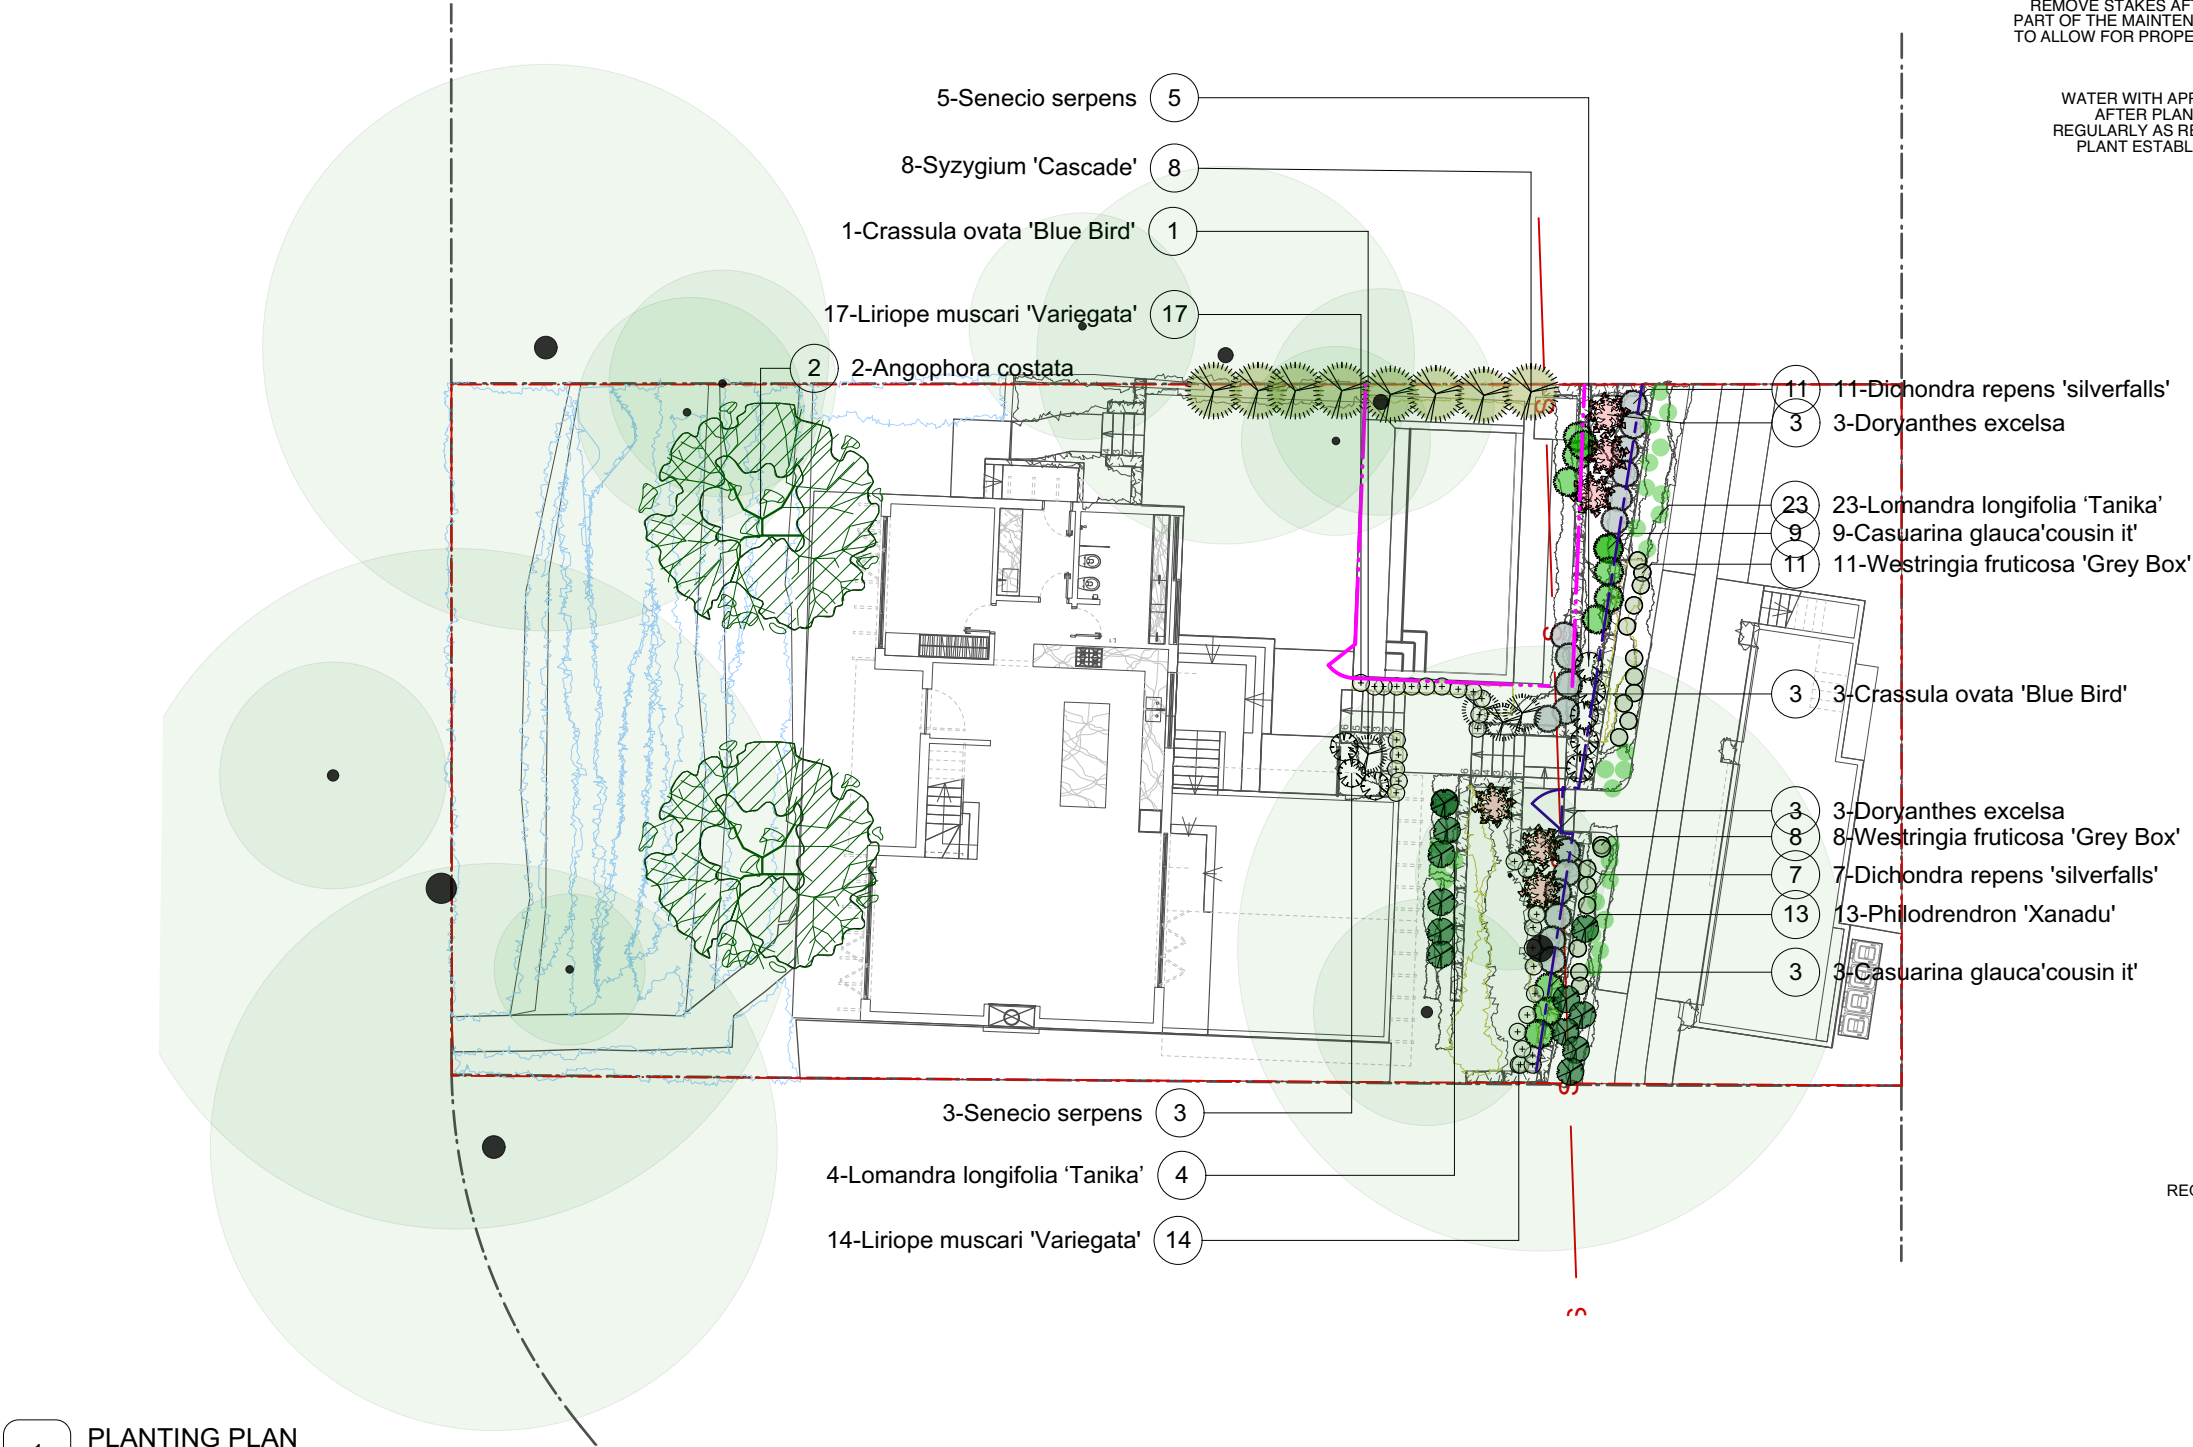 REMOVE STAKES AFT
PART OF THE MAINTEN
TO ALLOW FOR PROPE
WATER WITH APP
AFTER PLAN
REGULARLY AS RE
PLANT ESTABL
5-Senecio serpens 5
8-Syzygium 'Cascade' 8
1-Crassula ovata 'Blue Bird' 1
17-Liriope muscari 'Variegata' 17
2 2-Angophora costata
11 11-Dichondra repens 'silverfalls'
3 3-Doryanthes excelsa
23 23-Lomandra longifolia ‘Tanika’
9 9-Casuarina glauca'cousin it'
11 11-Westringia fruticosa 'Grey Box'
3 3-Crassula ovata 'Blue Bird'
3 3-Doryanthes excelsa
8 8-Westringia fruticosa 'Grey Box'
7 7-Dichondra repens 'silverfalls'
13 13-Philodrendron 'Xanadu'
3 3-Casuarina glauca'cousin it'
3-Senecio serpens 3
4-Lomandra longifolia ‘Tanika’ 4
14-Liriope muscari 'Variegata' 14
REC
PLANTING PLAN